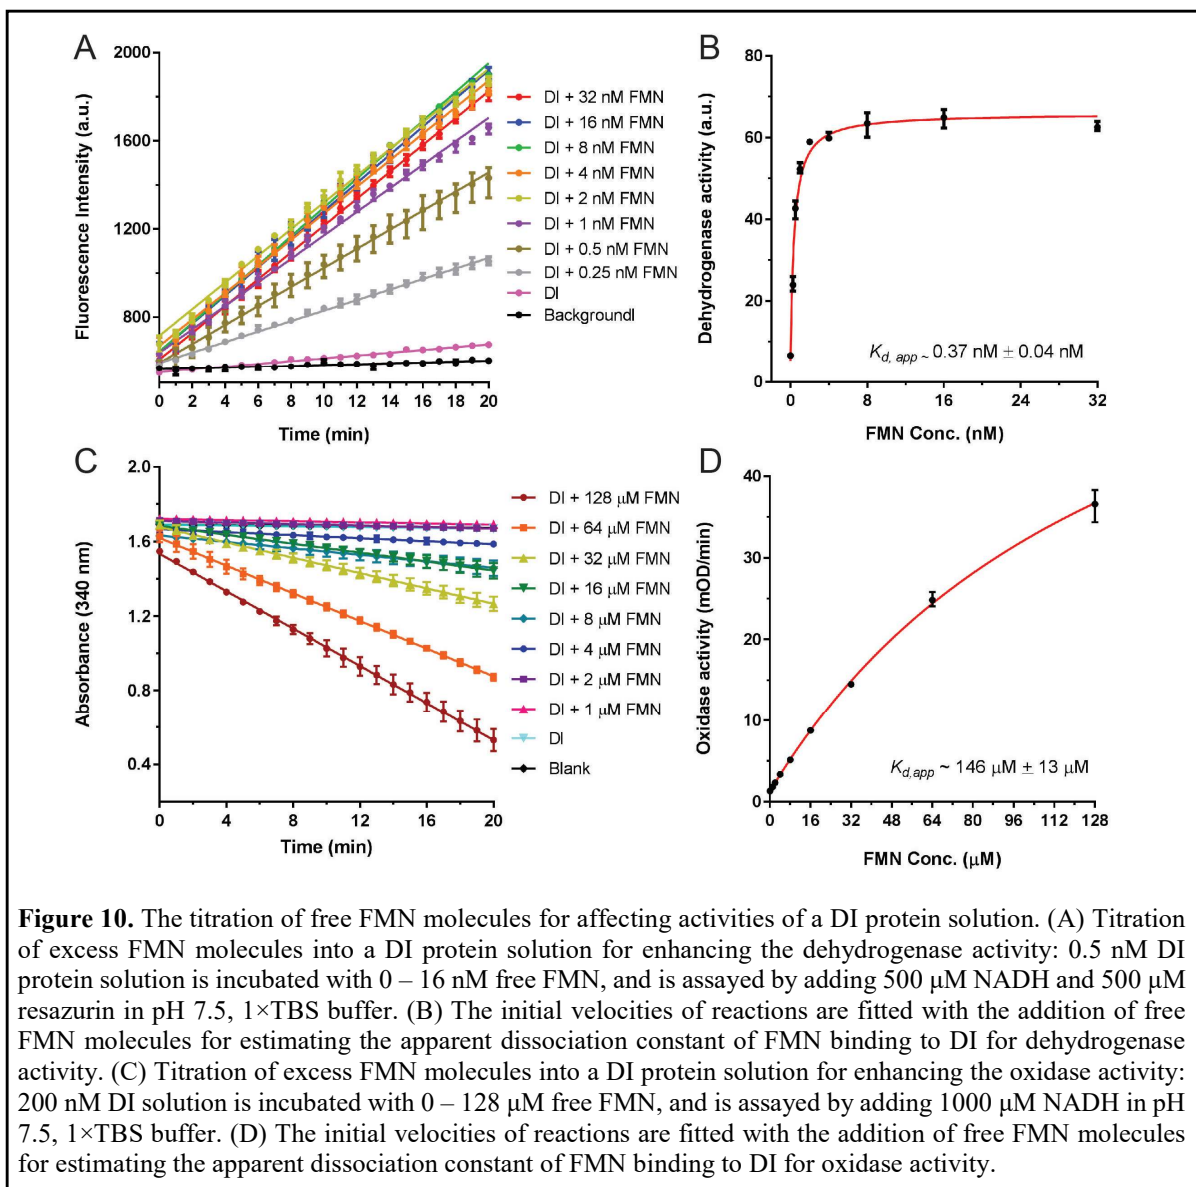 A
2000
1600
1200
800
Fluorescence Intensity (a.u.)
0 2 4 6 8 10 12 14 16 18 20
Time (min)
DI + 32 nM FMN
DI + 16 nM FMN
DI + 8 nM FMN
DI + 4 nM FMN
DI + 2 nM FMN
DI + 1 nM FMN
DI + 0.5 nM FMN
DI + 0.25 nM FMN
DI
Backgroundl
B
80
60
40
20
0
Dehydrogenase activity (a.u.)
Kd, app ~ 0.37 nM ± 0.04 nM
0 8 16 24 32
FMN Conc. (nM)
C
2.0
1.6
1.2
0.8
0.4
Absorbance (340 nm)
0 4 8 12 16 20
Time (min)
DI + 128 μM FMN
DI + 64 μM FMN
DI + 32 μM FMN
DI + 16 μM FMN
DI + 8 μM FMN
DI + 4 μM FMN
DI + 2 μM FMN
DI + 1 μM FMN
DI
Blank
D
40
30
20
10
0
Oxidase activity (mOD/min)
Kd,app ~ 146 μM ± 13 μM
0 16 32 48 64 80 96 112 128
FMN Conc. (μM)
Figure 10. The titration of free FMN molecules for affecting activities of a DI protein solution. (A) Titration
of excess FMN molecules into a DI protein solution for enhancing the dehydrogenase activity: 0.5 nM DI
protein solution is incubated with 0 – 16 nM free FMN, and is assayed by adding 500 μM NADH and 500 μM
resazurin in pH 7.5, 1×TBS buffer. (B) The initial velocities of reactions are fitted with the addition of free
FMN molecules for estimating the apparent dissociation constant of FMN binding to DI for dehydrogenase
activity. (C) Titration of excess FMN molecules into a DI protein solution for enhancing the oxidase activity:
200 nM DI solution is incubated with 0 – 128 μM free FMN, and is assayed by adding 1000 μM NADH in pH
7.5, 1×TBS buffer. (D) The initial velocities of reactions are fitted with the addition of free FMN molecules
for estimating the apparent dissociation constant of FMN binding to DI for oxidase activity.